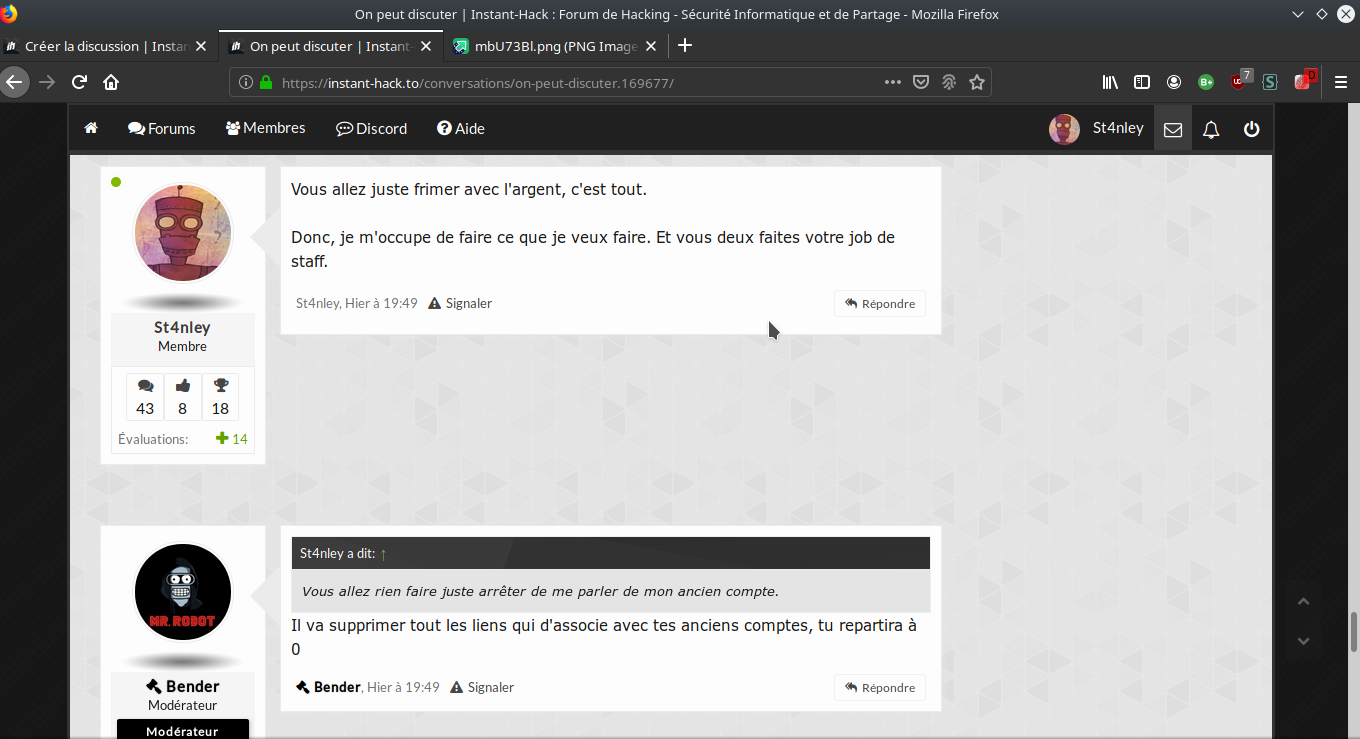 On peut discuter | Instant-Hack : Forum de Hacking - Sécurité Informatique et de Partage - Mozilla Firefox
Créer la discussion | Instan
On peut discuter | Instant-
mbU73Bl.png (PNG Image
https://instant-hack.to/conversations/on-peut-discuter.169677/
B+
7
S
D
Forums
Membres
Discord
Aide
St4nley
Vous allez juste frimer avec l'argent, c'est tout.
Donc, je m'occupe de faire ce que je veux faire. Et vous deux faites votre job de
staff.
St4nley, Hier à 19:49
Signaler
Répondre
St4nley
Membre
43
8
18
Évaluations:
14
St4nley a dit: ↑
Vous allez rien faire juste arrêter de me parler de mon ancien compte.
Il va supprimer tout les liens qui d'associe avec tes anciens comptes, tu repartira à
0
Bender, Hier à 19:49
Signaler
Répondre
MR. ROBOT
Bender
Modérateur
Modérateur